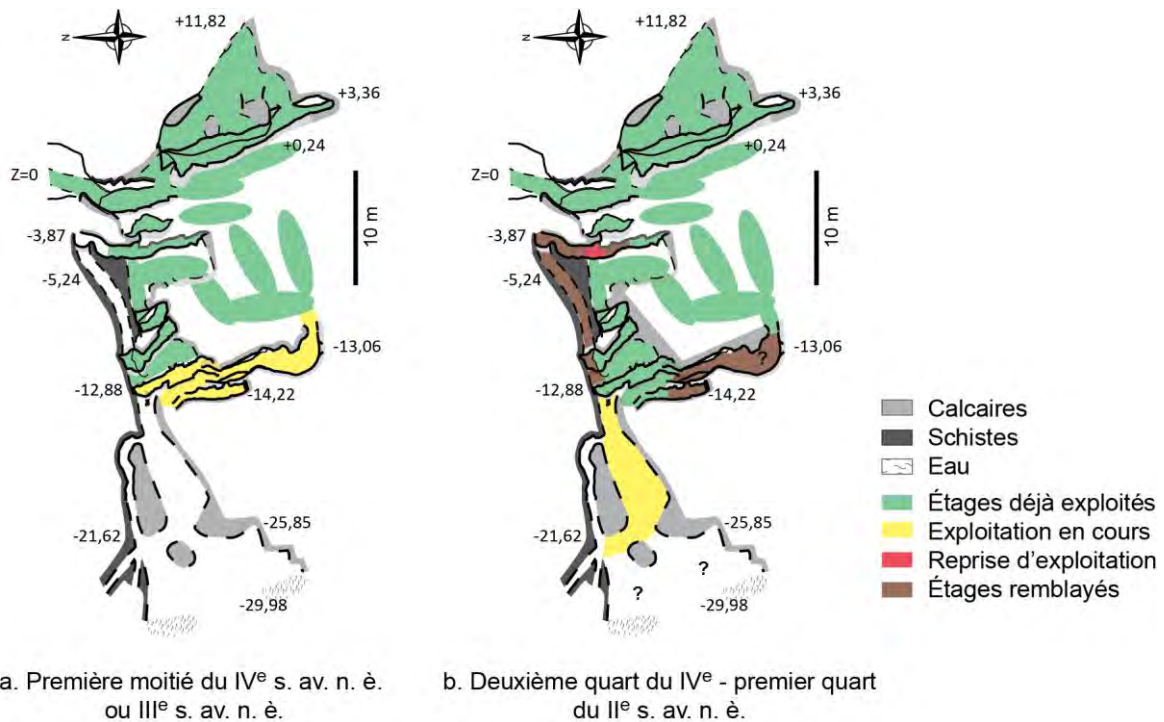 N
+11,82
+3,36
+0,24
Z=0
-3,87
-5,24
-13,06
-12,88
-14,22
-21,62
-25,85
-29,98
10 m
a. Première moitié du IVe s. av. n. è.
ou IIIe s. av. n. è.
N
+11,82
+3,36
+0,24
Z=0
-3,87
-5,24
?
-13,06
-12,88
-14,22
-21,62
-25,85
?
?
-29,98
10 m
b. Deuxième quart du IVe - premier quart
du IIe s. av. n. è.
Calcaires
Schistes
Eau
Étages déjà exploités
Exploitation en cours
Reprise d'exploitation
Étages remblayés